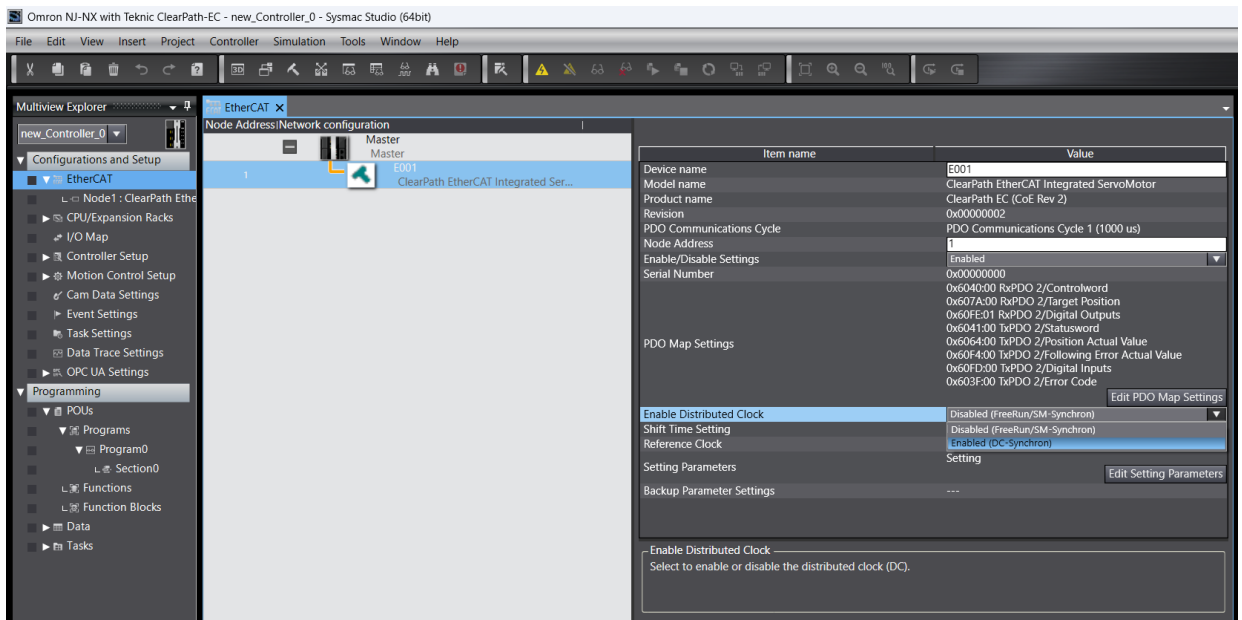 Omron NJ-NX with Teknic ClearPath-EC - new_Controller_0 - Sysmac Studio (64bit)
File Edit View Insert Project Controller Simulation Tools Window Help
Multiview Explorer
new_Controller_0
Configurations and Setup
EtherCAT
Node1 : ClearPath Ethe
CPU/Expansion Racks
I/O Map
Controller Setup
Motion Control Setup
Cam Data Settings
Event Settings
Task Settings
Data Trace Settings
OPC UA Settings
Programming
POUs
Programs
Program0
Section0
Functions
Function Blocks
Data
Tasks
EtherCAT
Node Address Network configuration
Master
Master
1
E001
ClearPath EtherCAT Integrated Ser...
Item name Value
Device name E001
Model name ClearPath EtherCAT Integrated ServoMotor
Product name ClearPath EC (CoE Rev 2)
Revision 0x00000002
PDO Communications Cycle PDO Communications Cycle 1 (1000 us)
Node Address 1
Enable/Disable Settings Enabled
Serial Number 0x00000000
PDO Map Settings
0x6040:00 RxPDO 2/Controlword
0x607A:00 RxPDO 2/Target Position
0x60FE:01 RxPDO 2/Digital Outputs
0x6041:00 TxPDO 2/Statusword
0x6064:00 TxPDO 2/Position Actual Value
0x60F4:00 TxPDO 2/Following Error Actual Value
0x60FD:00 TxPDO 2/Digital Inputs
0x603F:00 TxPDO 2/Error Code
Edit PDO Map Settings
Enable Distributed Clock Disabled (FreeRun/SM-Synchron)
Shift Time Setting Disabled (FreeRun/SM-Synchron)
Reference Clock Enabled (DC-Synchron)
Setting Parameters Setting
Edit Setting Parameters
Backup Parameter Settings ---
Enable Distributed Clock
Select to enable or disable the distributed clock (DC).